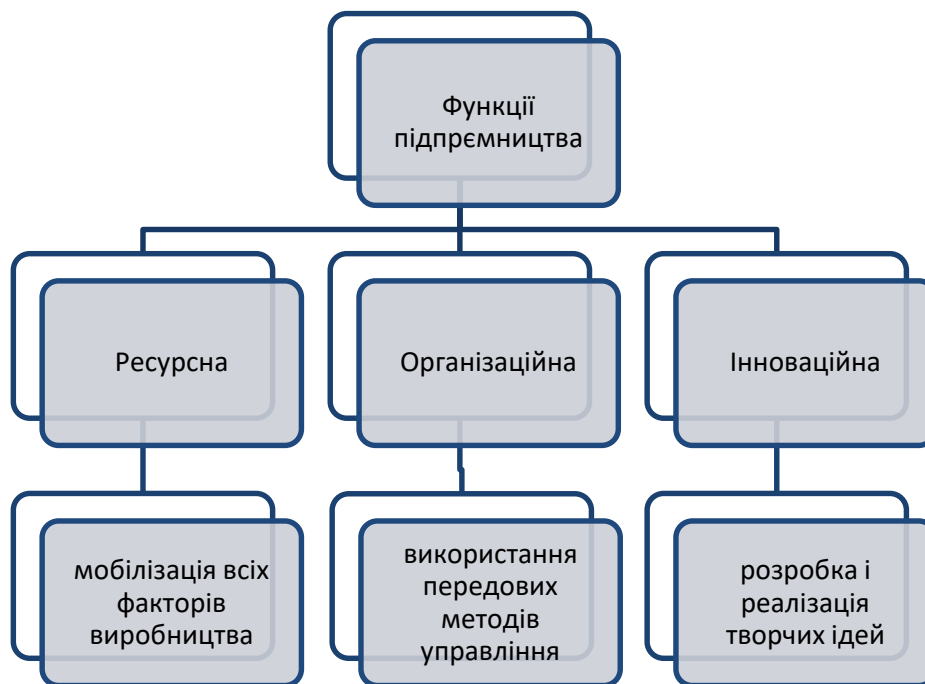 Функції
підпрємництва
Ресурсна
Організаційна
Інноваційна
мобілізація всіх
факторів
виробництва
використання
передових
методів
управління
розробка і
реалізація
творчих ідей